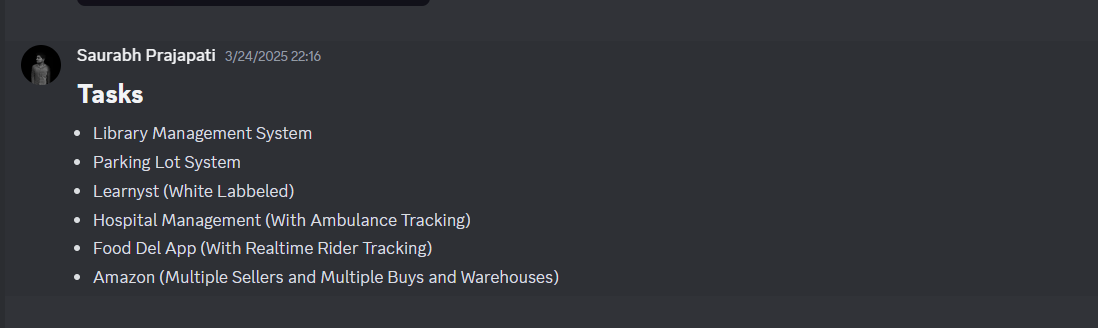 Saurabh Prajapati 3/24/2025 22:16
Tasks
• Library Management System
• Parking Lot System
• Learnyst (White Labbeled)
• Hospital Management (With Ambulance Tracking)
• Food Del App (With Realtime Rider Tracking)
• Amazon (Multiple Sellers and Multiple Buys and Warehouses)